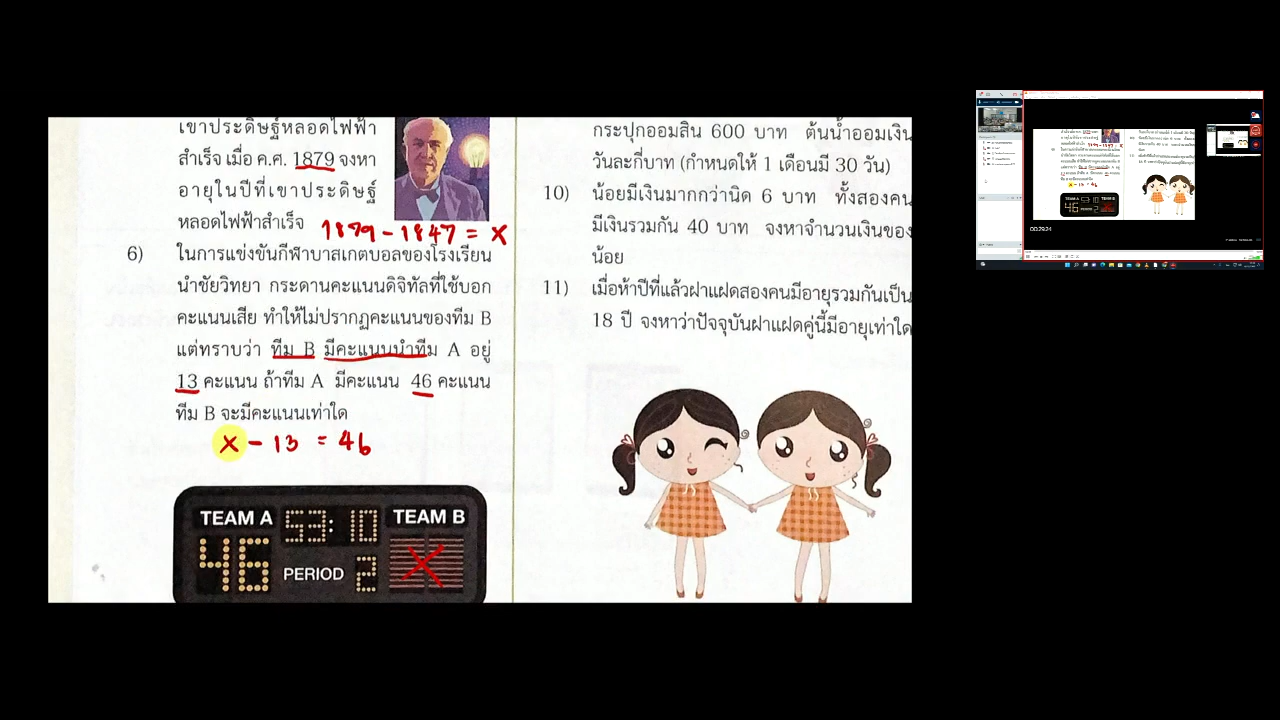 เขาประดิษฐ์หลอดไฟฟ้า
สำเร็จ เมื่อ ค.ศ. 1879 จงหา
อายุในปีที่เขาประดิษฐ์
หลอดไฟฟ้าสำเร็จ
1879 - 1847 = x
6) ในการแข่งขันกีฬาบาสเกตบอลของโรงเรียน
นำชัยวิทยา กระดานคะแนนดิจิทัลที่ใช้บอก
คะแนนเสีย ทำให้ไม่ปรากฏคะแนนของทีม B
แต่ทราบว่า ทีม B มีคะแนนนำทีม A อยู่
13 คะแนน ถ้าทีม A มีคะแนน 46 คะแนน
ทีม B จะมีคะแนนเท่าใด
x - 13 = 46
TEAM A 53:10 TEAM B
46 PERIOD 2
กระปุกออมสิน 600 บาท ต้นน้ำออมเงิน
วันละกี่บาท (กำหนดให้ 1 เดือนมี 30 วัน)
10) น้อยมีเงินมากกว่านิด 6 บาท ทั้งสองคน
มีเงินรวมกัน 40 บาท จงหาจำนวนเงินของ
น้อย
11) เมื่อห้าปีที่แล้วฝาแฝดสองคนมีอายุรวมกันเป็น
18 ปี จงหาว่าปัจจุบันฝาแฝดคู่นี้มีอายุเท่าใด
00:29:24